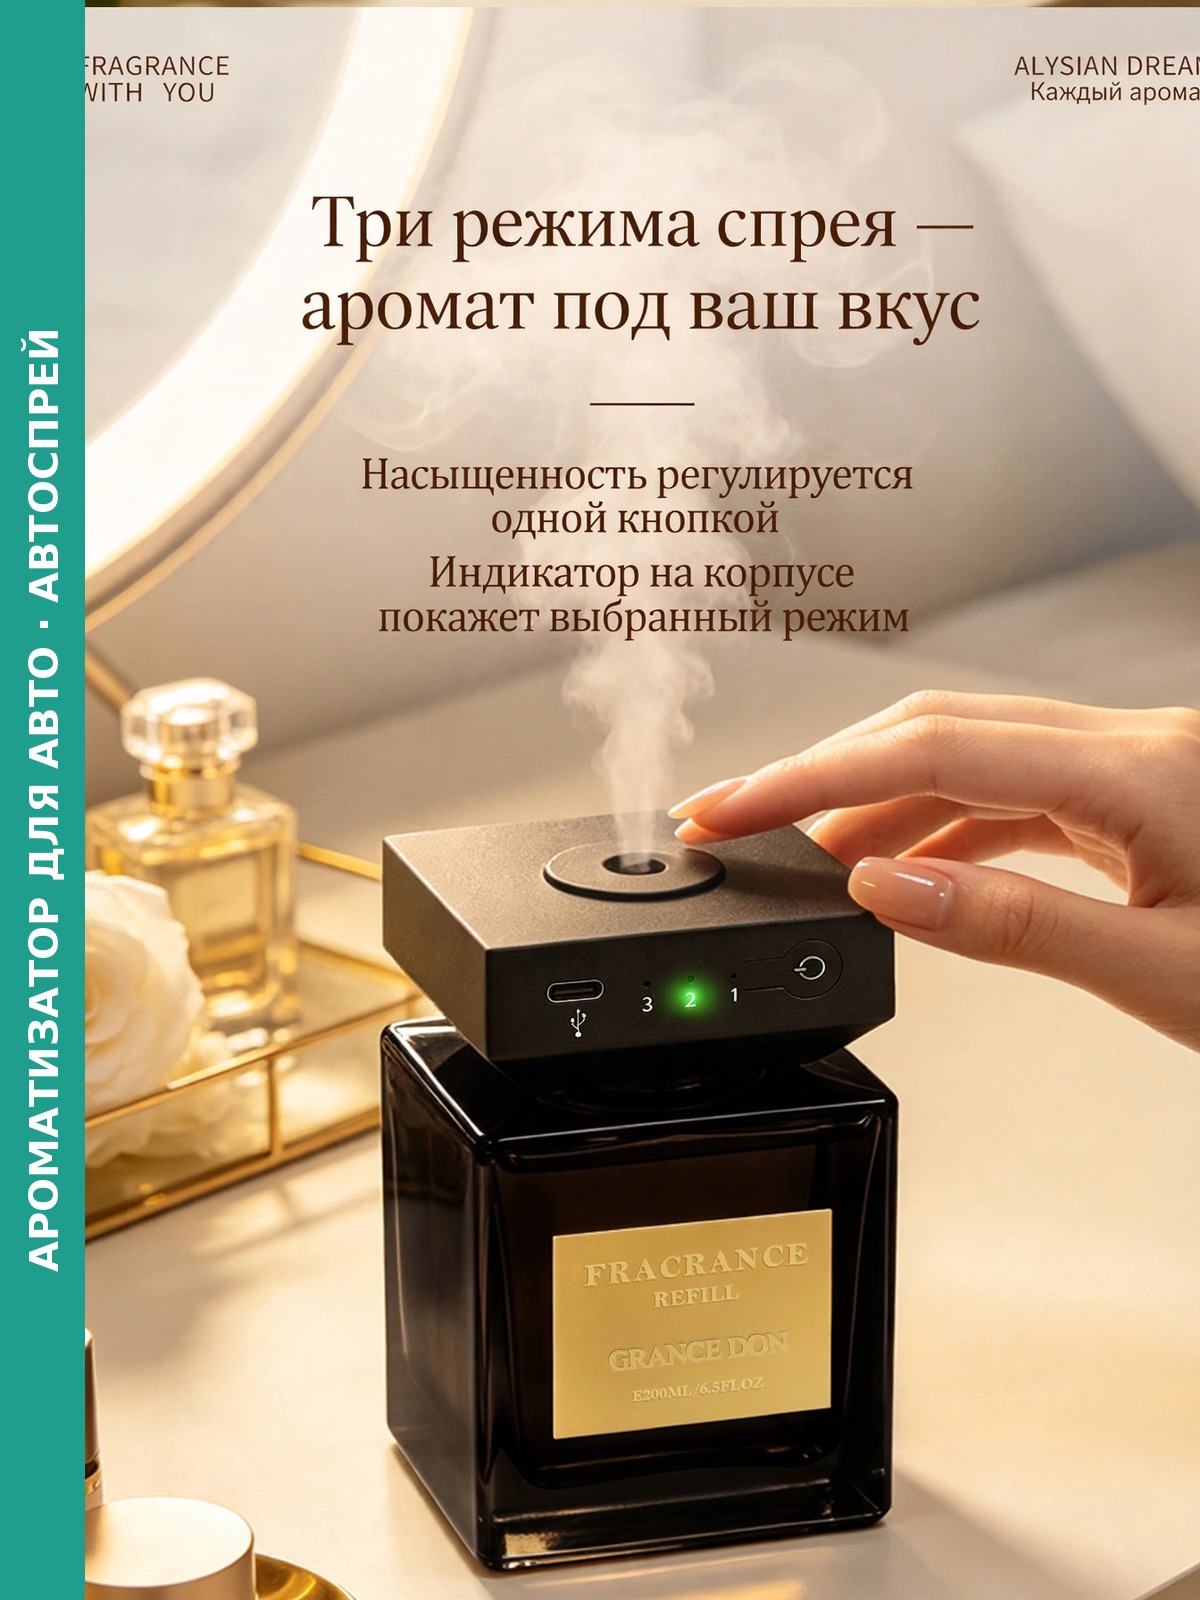 FRAGRANCE
WITH YOU
ALYSIAN DREAM
Каждый арома
Три режима спрея —
аромат под ваш вкус
Насыщенность регулируется
одной кнопкой
Индикатор на корпусе
покажет выбранный режим
АРОМАТИЗАТОР ДЛЯ АВТО · АВТОСПРЕЙ
3 2 1
FRACRANCE
REFILL
GRANCE DON
E200ML/6.5FL.OZ